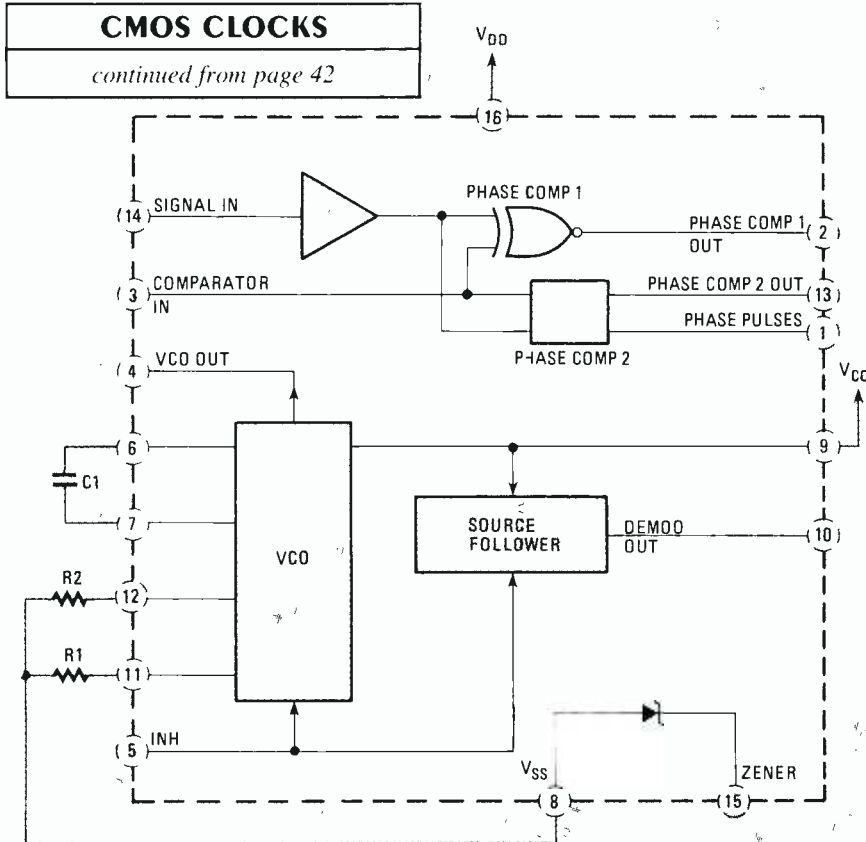 CMOS CLOCKS
continued from page 42
VDD
16
14
SIGNAL IN
PHASE COMP 1
PHASE COMP 1
OUT
2
3
COMPARATOR
IN
PHASE COMP 2 OUT
13
PHASE PULSES
1
PHASE COMP 2
4
VCO OUT
VCC
6
9
C1
7
SOURCE
FOLLOWER
DEMOD
OUT
10
VCO
R2
12
R1
11
5
INH
VSS
ZENER
8
15